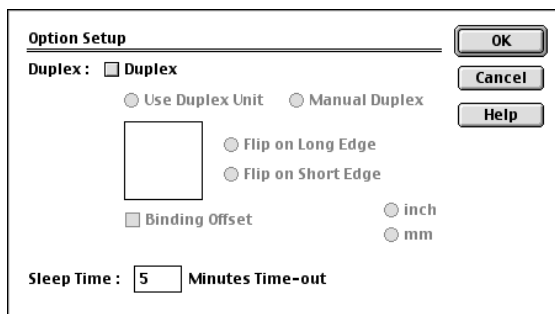 Option Setup
OK
Duplex : Duplex
Cancel
Use Duplex Unit Manual Duplex
Help
Flip on Long Edge
Flip on Short Edge
Binding Offset
inch
mm
Sleep Time : 5 Minutes Time-out